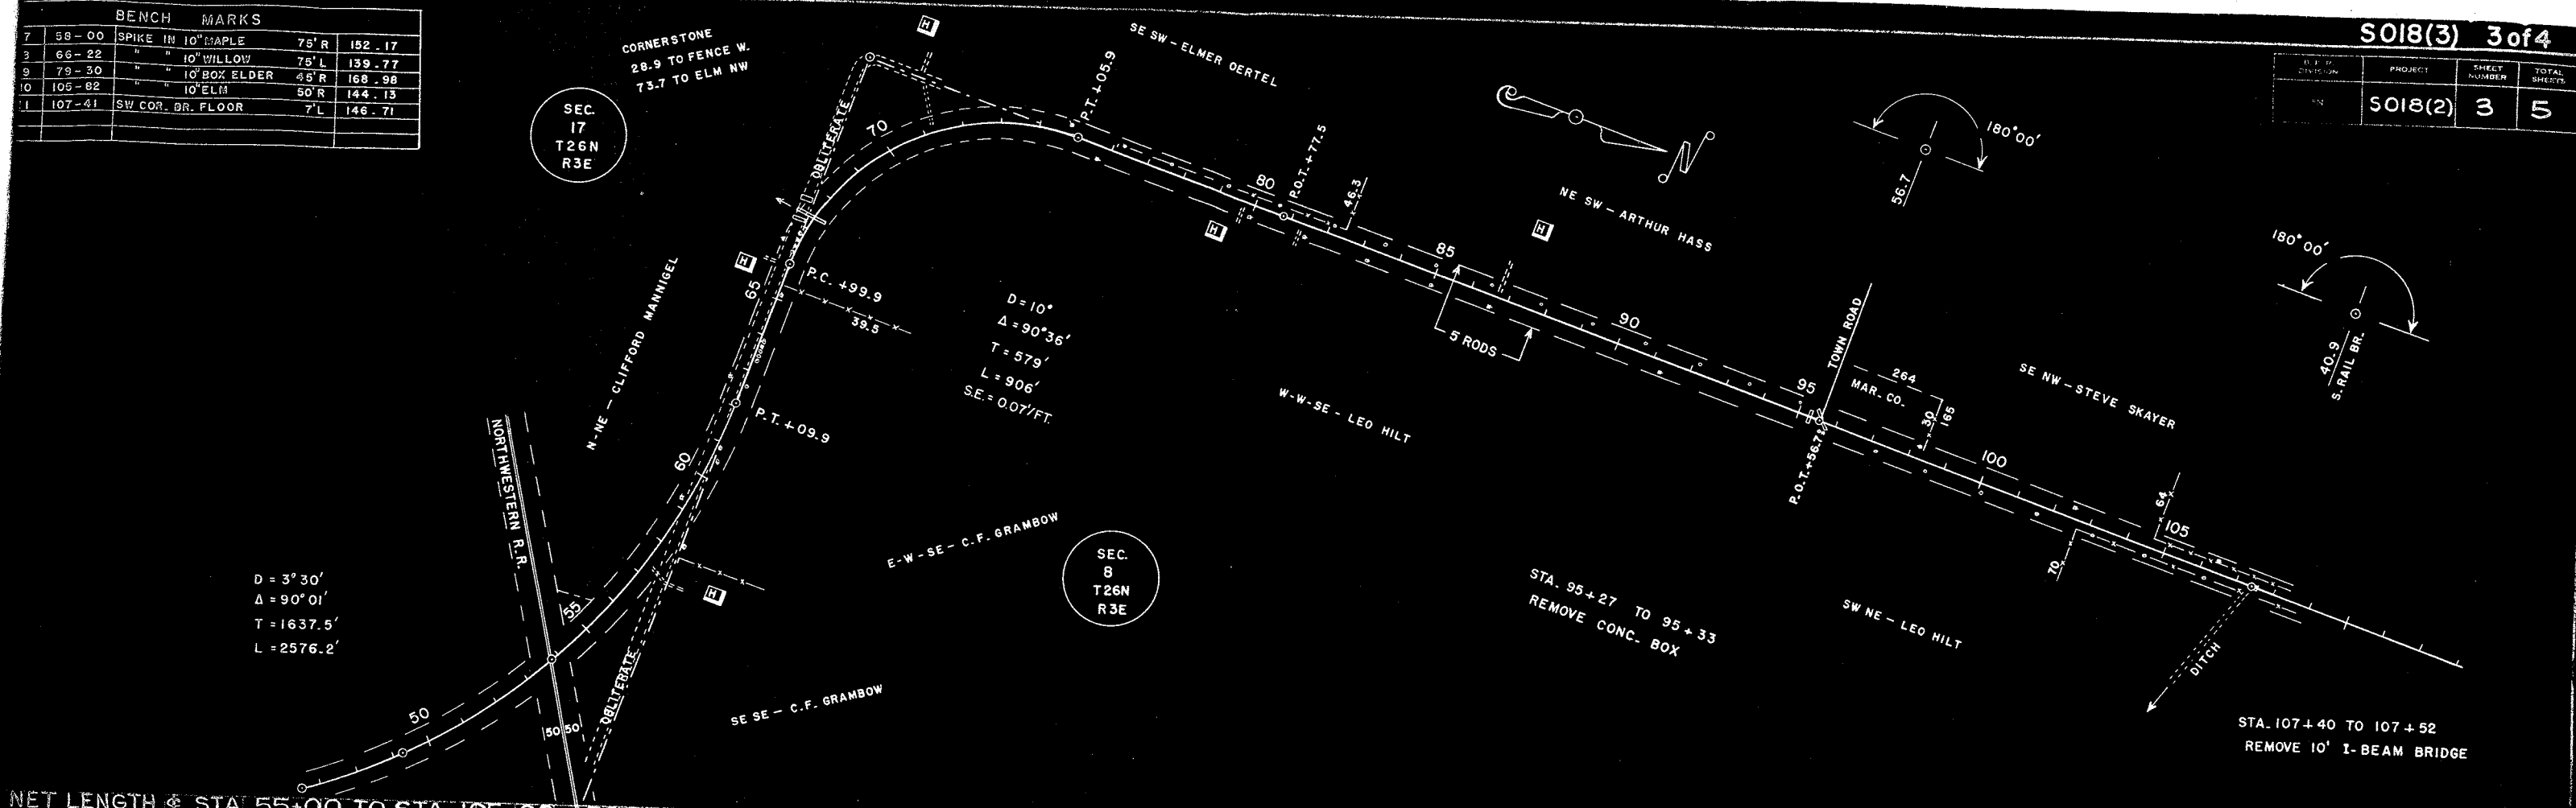 BENCH MARKS
7 58-00 SPIKE IN 10" MAPLE 75'R 152.17
66-22 " " 10" WILLOW 75'L 139.77
9 79-30 " " 10" BOX ELDER 45'R 168.98
10 105-82 " " 10" ELM 50'R 144.13
107-41 SW COR. BR. FLOOR 7'L 146.71
CORNERSTONE
28.9 TO FENCE W.
73.7 TO ELM NW
SEC.
17
T26N
R3E
H
OBLITERATE
70
P.T. +05.9
SE SW-ELMER OERTEL
80
P.O.T. +77.5
46.3
H
N
NE SW-ARTHUR HASS
H
85
180°00'
56.7
S018(3) 3 of 4
DIVISION
PROJECT
SHEET NUMBER
TOTAL SHEETS
S018(2) 3 5
180°00'
40.9
S. RAIL BR.
H
65
P.C. +99.9
39.5
N-NE-CLIFFORD MANNIGEL
D = 10°
Δ = 90°36'
T = 579'
L = 906'
S.E. = 0.07'/FT.
5 RODS
90
TOWN ROAD
95
MAR. CO.
264
30
165
P.O.T. +56.7
SE NW-STEVE SKAYER
W-W-SE-LEO HILT
P.T. +09.9
60
NORTHWESTERN R.R.
E-W-SE-C.F. GRAMBOW
SEC.
8
T26N
R3E
H
100
64
105
70
D = 3°30'
Δ = 90°01'
T = 1637.5'
L = 2576.2'
55
OBLITERATE
50
50 50
SE SE-C.F. GRAMBOW
STA. 95+27 TO 95+33
REMOVE CONC. BOX
SW NE-LEO HILT
DITCH
STA. 107+40 TO 107+52
REMOVE 10' I-BEAM BRIDGE
NET LENGTH ℄ STA 55+00 TO STA